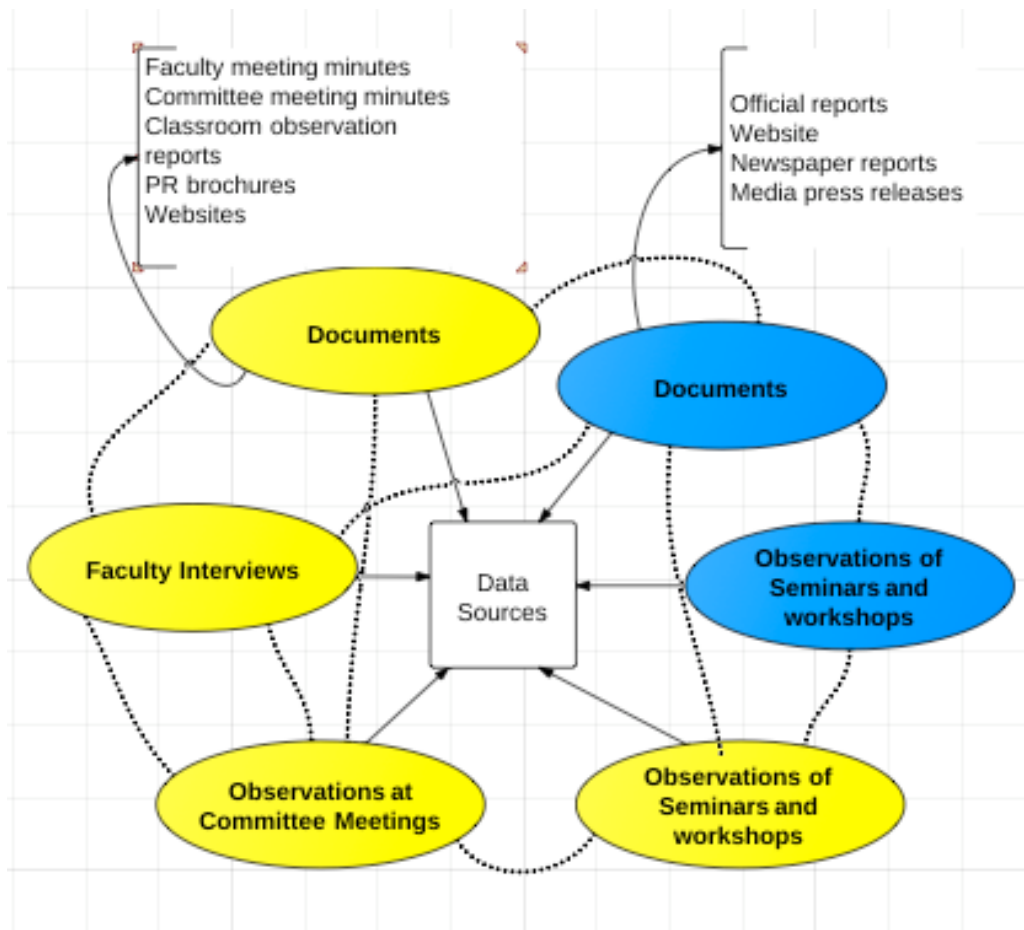 Faculty meeting minutes
Committee meeting minutes
Classroom observation
reports
PR brochures
Websites
Official reports
Website
Newspaper reports
Media press releases
Documents
Documents
Faculty Interviews
Data
Sources
Observations of
Seminars and
workshops
Observations at
Committee Meetings
Observations of
Seminars and
workshops